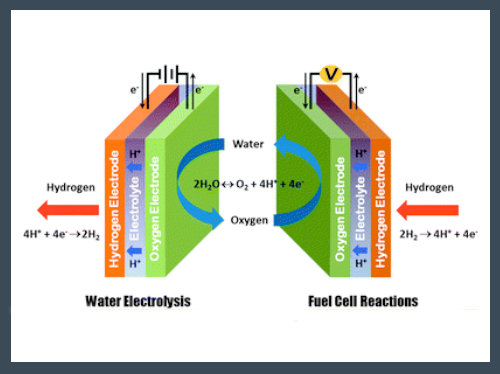 e⁻
e⁻
V
e⁻
e⁻
Hydrogen Electrode
H⁺
Electrolyte
H⁺
Oxygen Electrode
Water
2H₂O↔O₂ + 4H⁺ + 4e⁻
Oxygen
Hydrogen
4H⁺ + 4e⁻→2H₂
Oxygen Electrode
H⁺
Electrolyte
H⁺
Hydrogen Electrode
Hydrogen
2H₂→4H⁺ + 4e⁻
Water Electrolysis
Fuel Cell Reactions